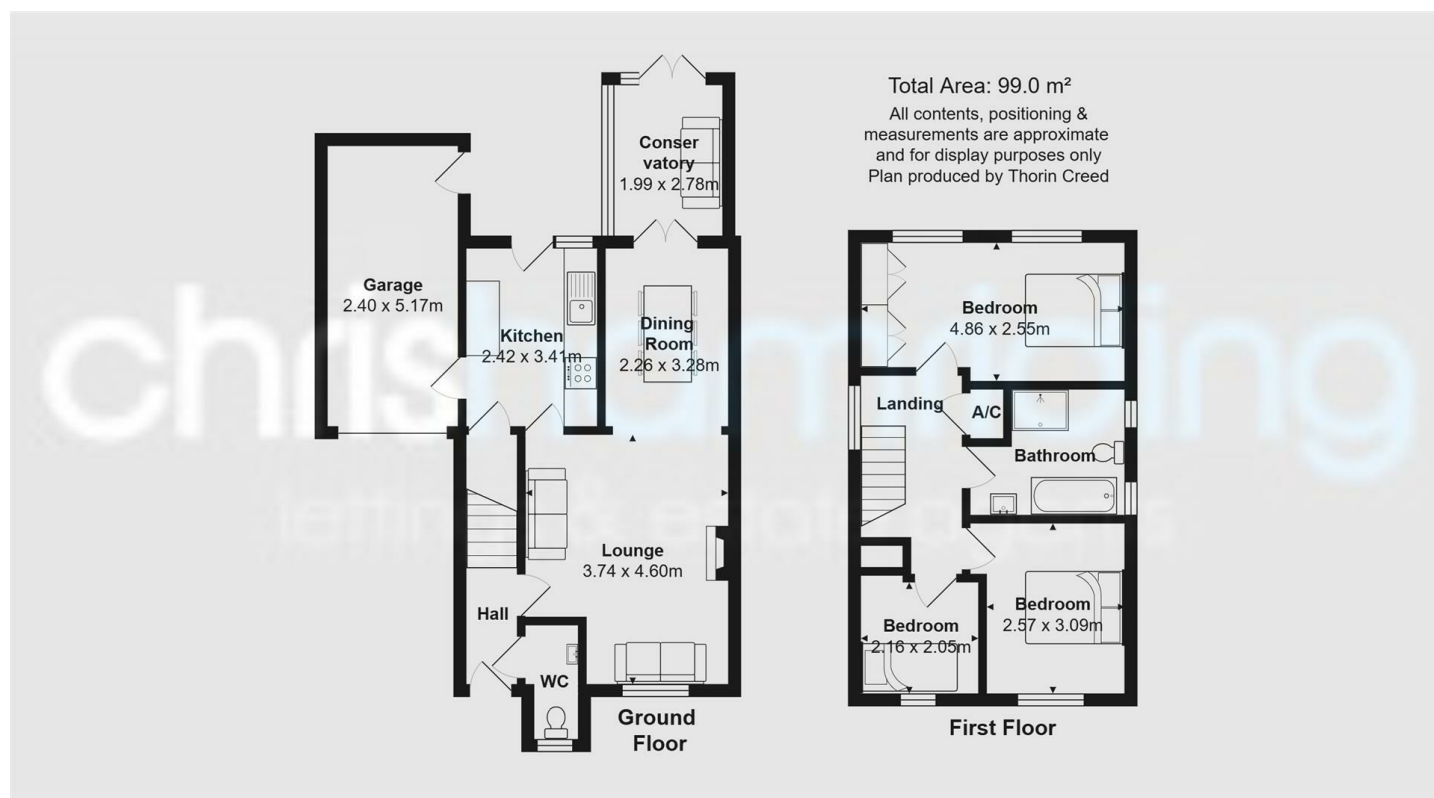 Total Area: 99.0 m²
All contents, positioning &
measurements are approximate
and for display purposes only
Plan produced by Thorin Creed
Conser
vatory
1.99 x 2.78m
Garage
2.40 x 5.17m
Kitchen
2.42 x 3.41m
Dining
Room
2.26 x 3.28m
Lounge
3.74 x 4.60m
Hall
WC
Ground
Floor
Bedroom
4.86 x 2.55m
Landing
A/C
Bathroom
Bedroom
2.16 x 2.05m
Bedroom
2.57 x 3.09m
First Floor
chris